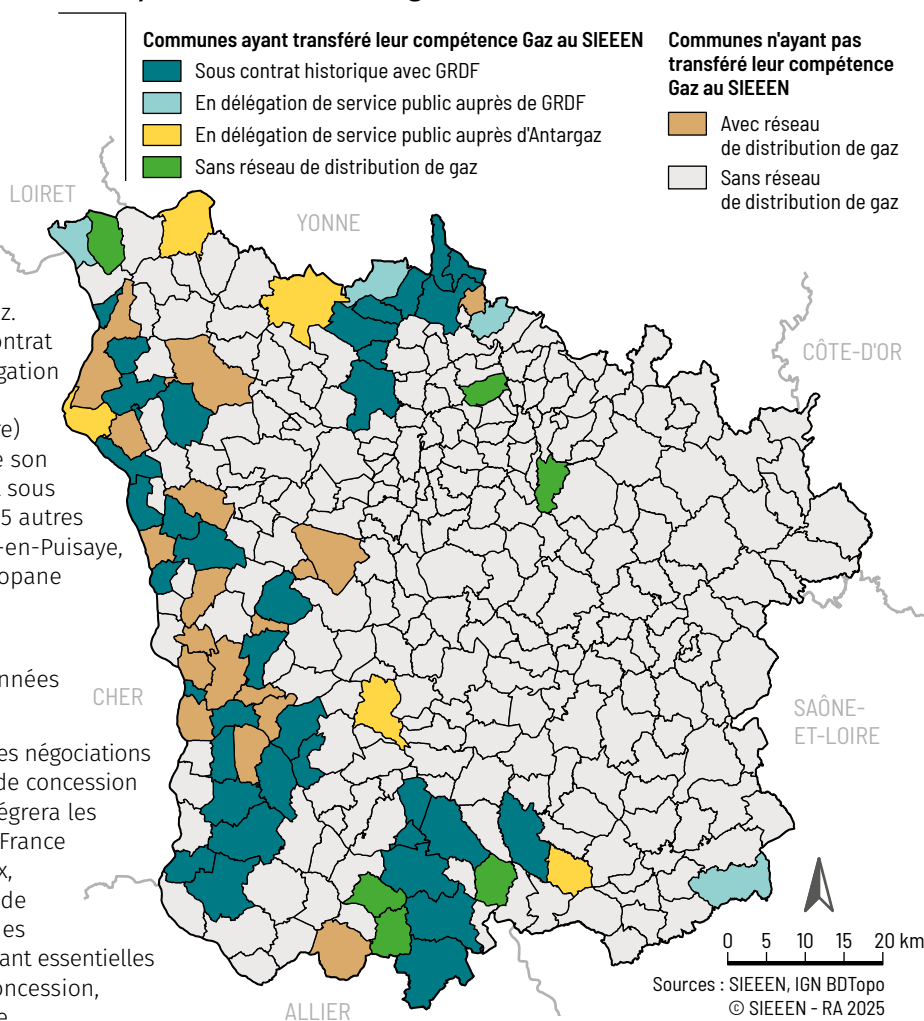 Communes ayant transféré leur compétence Gaz au SIEEEN
Sous contrat historique avec GRDF
En délégation de service public auprès de GRDF
En délégation de service public auprès d'Antargaz
Sans réseau de distribution de gaz
Communes n'ayant pas
transféré leur compétence
Gaz au SIEEEN
Avec réseau
de distribution de gaz
Sans réseau
de distribution de gaz
LOIRET
YONNE
CÔTE-D'OR
CHER
SAÔNE-
ET-LOIRE
ALLIER
z.
ontrat
gation
re)
e son
sous
5 autres
-en-Puisaye,
opane
nnées
es négociations
de concession
égrera les
France
x,
de
es
ant essentielles
oncession,
0 5 10 15 20 km
Sources : SIEEEN, IGN BDTopo
© SIEEEN - RA 2025